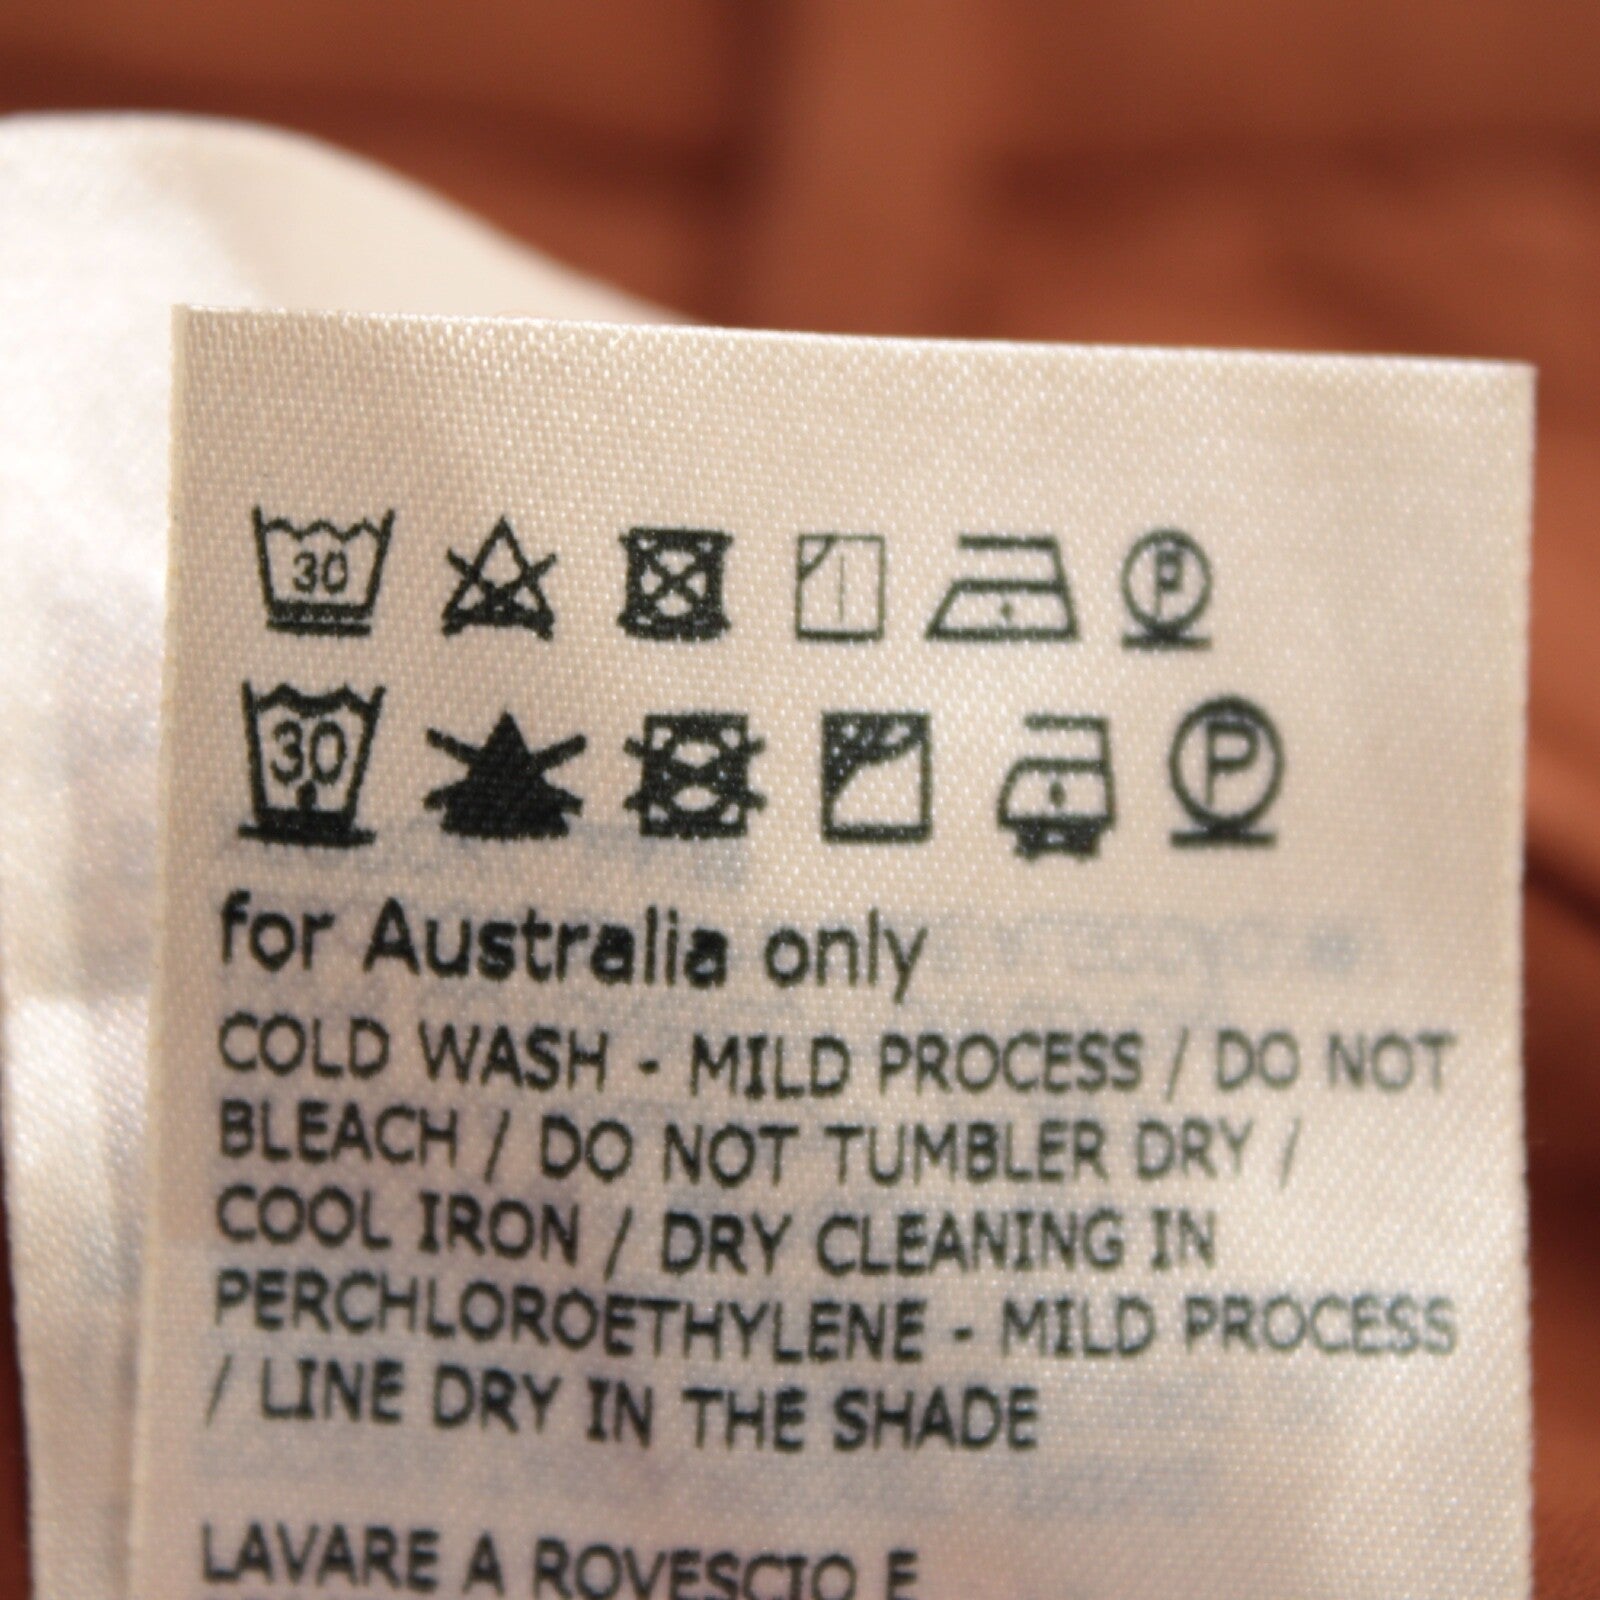 30 P
30 P
for Australia only
COLD WASH - MILD PROCESS / DO NOT
BLEACH / DO NOT TUMBLER DRY /
COOL IRON / DRY CLEANING IN
PERCHLOROETHYLENE - MILD PROCESS
/ LINE DRY IN THE SHADE
LAVARE A ROVESCIO E